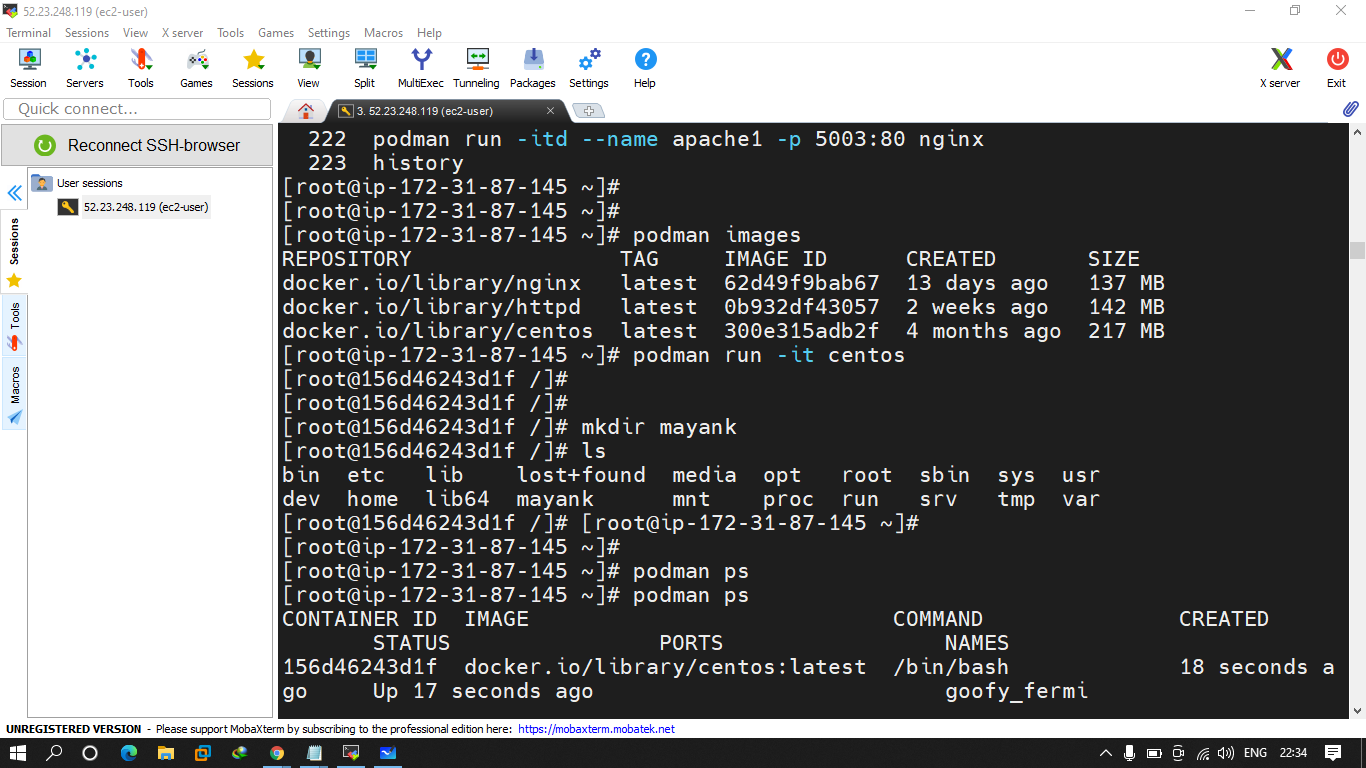 52.23.248.119 (ec2-user)
Terminal Sessions View X server Tools Games Settings Macros Help
Session Servers Tools Games Sessions View Split MultiExec Tunneling Packages Settings Help X server Exit
Quick connect...
3. 52.23.248.119 (ec2-user)
Reconnect SSH-browser
User sessions
52.23.248.119 (ec2-user)
Sessions
Tools
Macros
222 podman run -itd --name apache1 -p 5003:80 nginx
223 history
[root@ip-172-31-87-145 ~]#
[root@ip-172-31-87-145 ~]#
[root@ip-172-31-87-145 ~]# podman images
REPOSITORY TAG IMAGE ID CREATED SIZE
docker.io/library/nginx latest 62d49f9bab67 13 days ago 137 MB
docker.io/library/httpd latest 0b932df43057 2 weeks ago 142 MB
docker.io/library/centos latest 300e315adb2f 4 months ago 217 MB
[root@ip-172-31-87-145 ~]# podman run -it centos
[root@156d46243d1f /]#
[root@156d46243d1f /]#
[root@156d46243d1f /]# mkdir mayank
[root@156d46243d1f /]# ls
bin etc lib lost+found media opt root sbin sys usr
dev home lib64 mayank mnt proc run srv tmp var
[root@156d46243d1f /]# [root@ip-172-31-87-145 ~]#
[root@ip-172-31-87-145 ~]#
[root@ip-172-31-87-145 ~]# podman ps
[root@ip-172-31-87-145 ~]# podman ps
CONTAINER ID IMAGE COMMAND CREATED
STATUS PORTS NAMES
156d46243d1f docker.io/library/centos:latest /bin/bash 18 seconds a
go Up 17 seconds ago goofy_fermi
UNREGISTERED VERSION - Please support MobaXterm by subscribing to the professional edition here: https://mobaxterm.mobatek.net
ENG 22:34